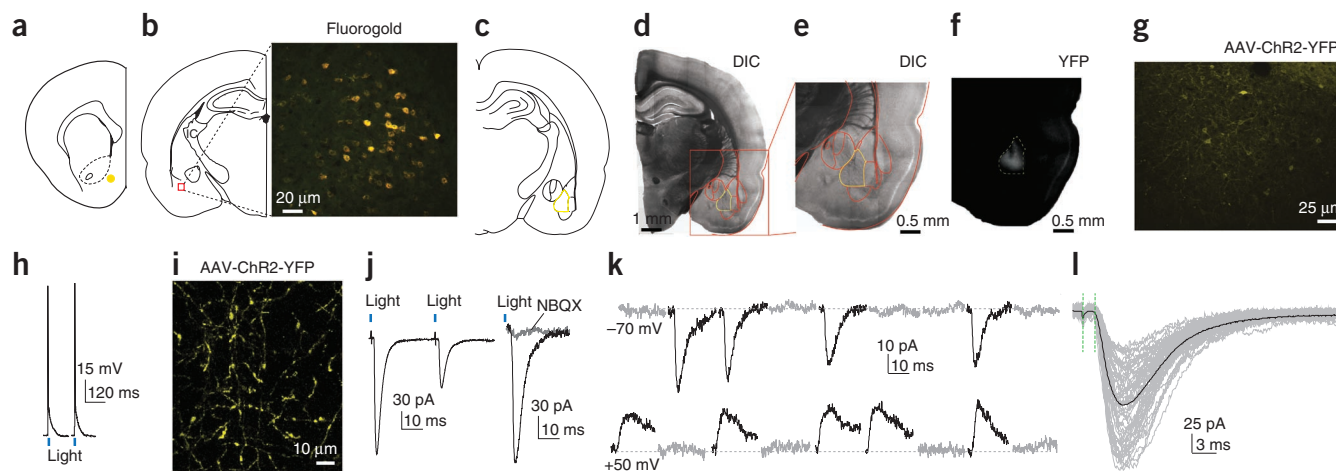 a
b
Fluorogold
20 μm
c
d
DIC
1 mm
e
DIC
0.5 mm
f
YFP
0.5 mm
g
AAV-ChR2-YFP
25 μm
h
15 mV
120 ms
Light
i
AAV-ChR2-YFP
10 μm
j
Light
Light
Light
NBQX
30 pA
10 ms
30 pA
10 ms
k
–70 mV
10 pA
10 ms
+50 mV
l
25 pA
3 ms